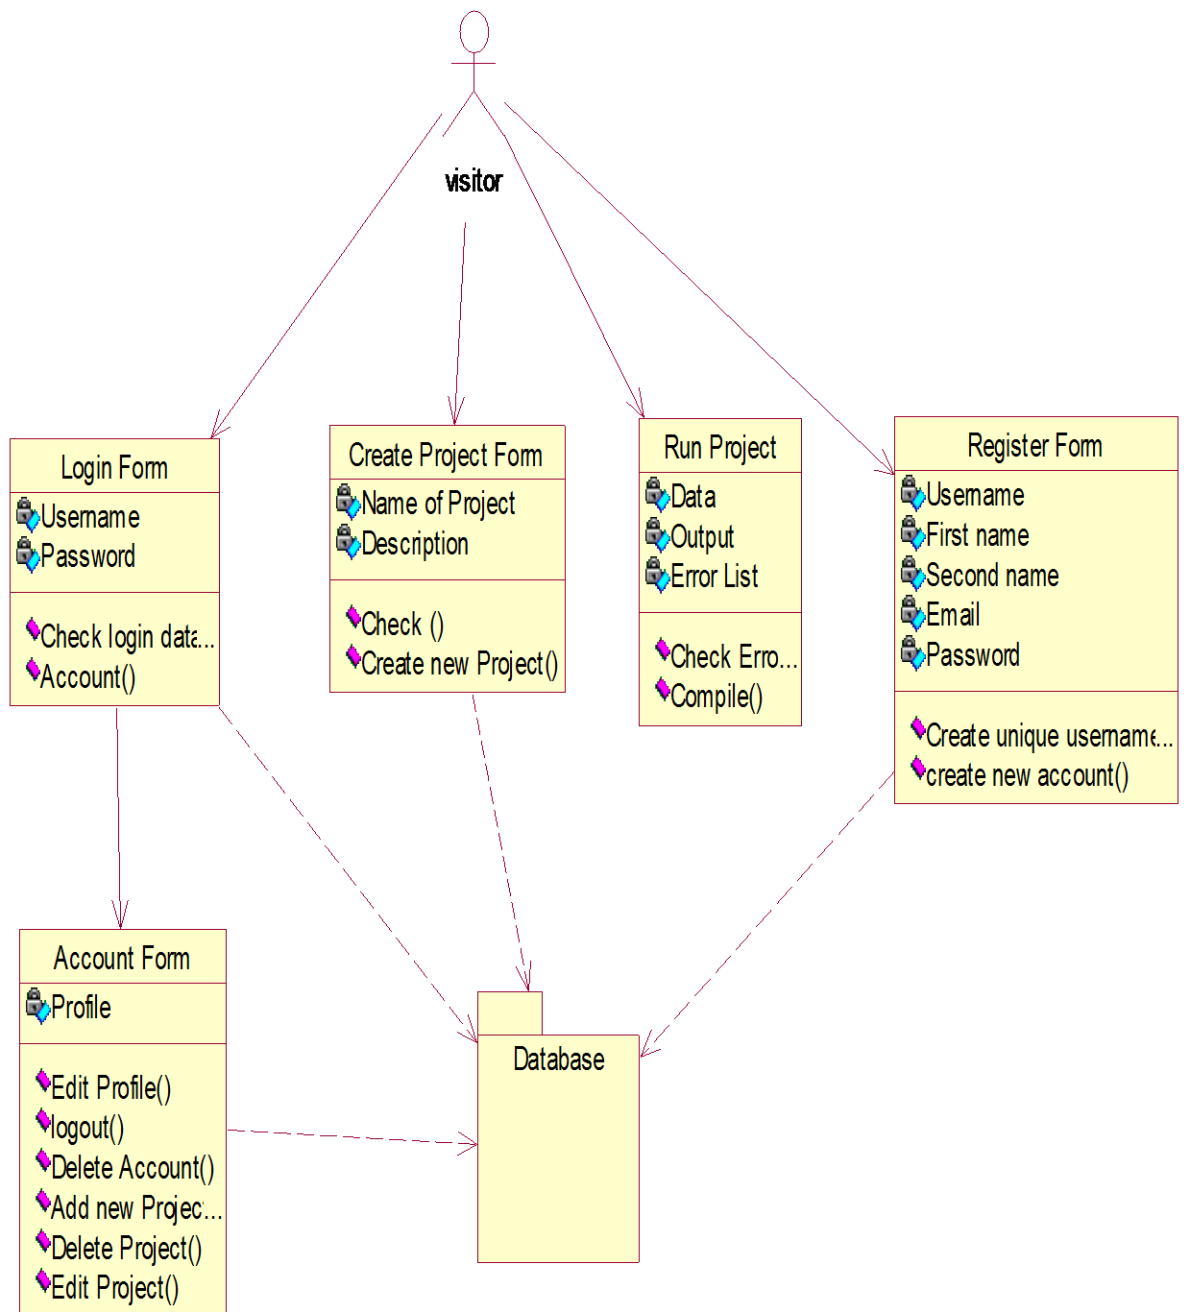 visitor
Login Form
Username
Password
Check login data...
Account()
Create Project Form
Name of Project
Description
Check ()
Create new Project()
Run Project
Data
Output
Error List
Check Erro...
Compile()
Register Form
Username
First name
Second name
Email
Password
Create unique username...
create new account()
Account Form
Profile
Edit Profile()
logout()
Delete Account()
Add new Projec...
Delete Project()
Edit Project()
Database